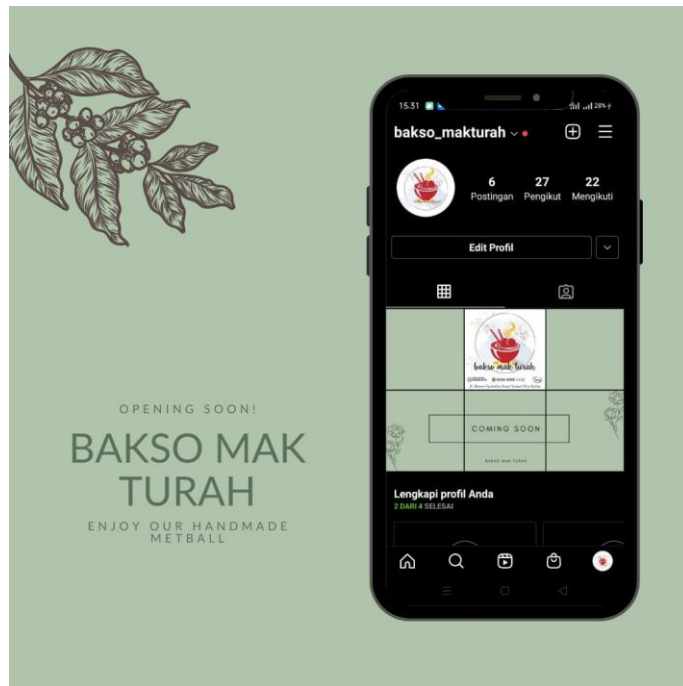 OPENING SOON!
BAKSO MAK
TURAH
ENJOY OUR HANDMADE
METBALL
15.31
28%
bakso_makturah
6
27
22
Postingan
Pengikut
Mengikuti
Edit Profil
bakso mak turah
COMING SOON
BAKSO MAK TURAH
Lengkapi profil Anda
2 DARI 4 SELESAI